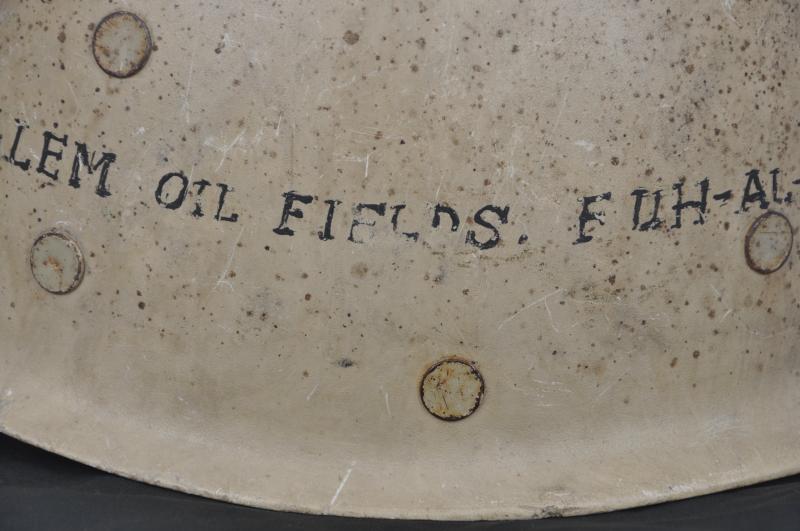 LEM OIL FIELDS. FUH-AL-